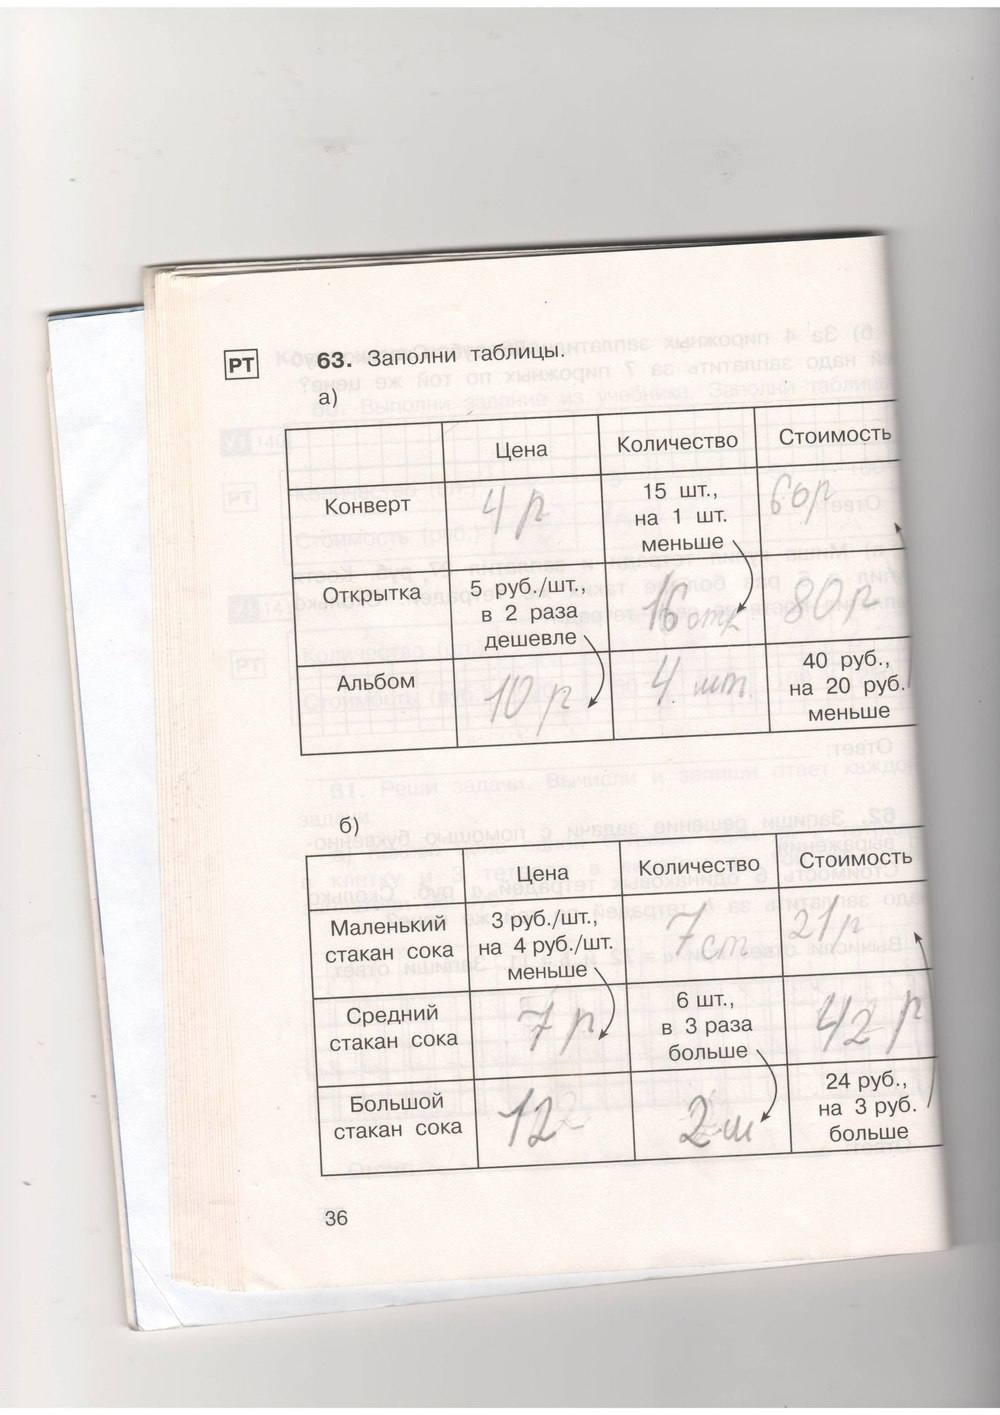 РТ 63. Заполни таблицы.
а)
Цена Количество Стоимость
Конверт 4 р 15 шт., 60р
на 1 шт.
меньше
Открытка 5 руб./шт., 16 отк 80 р
в 2 раза
дешевле
Альбом 10 р 4 шт. 40 руб.,
на 20 руб.
меньше
б)
Цена Количество Стоимость
Маленький 3 руб./шт., 7 ст 21 р
стакан сока на 4 руб./шт.
меньше
Средний 7 р 6 шт., 42 р
стакан сока в 3 раза
больше
Большой 12 2 ш 24 руб.,
стакан сока на 3 руб.
больше
36